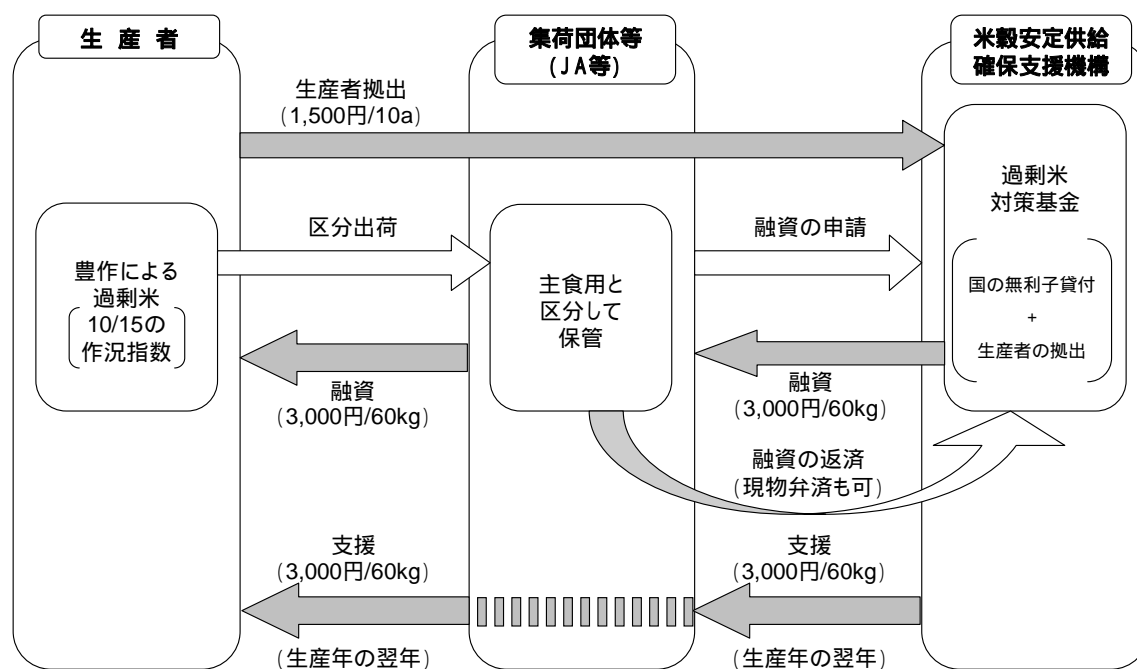 生 産 者
集荷団体等
(JA等)
米穀安定供給
確保支援機構
生産者拠出
(1,500円/10a)
過剰米
対策基金
区分出荷
融資の申請
豊作による
過剰米
10/15の
作況指数
主食用と
区分して
保管
国の無利子貸付
+
生産者の拠出
融資
(3,000円/60kg)
融資
(3,000円/60kg)
融資の返済
(現物弁済も可)
支援
(3,000円/60kg)
支援
(3,000円/60kg)
(生産年の翌年)
(生産年の翌年)